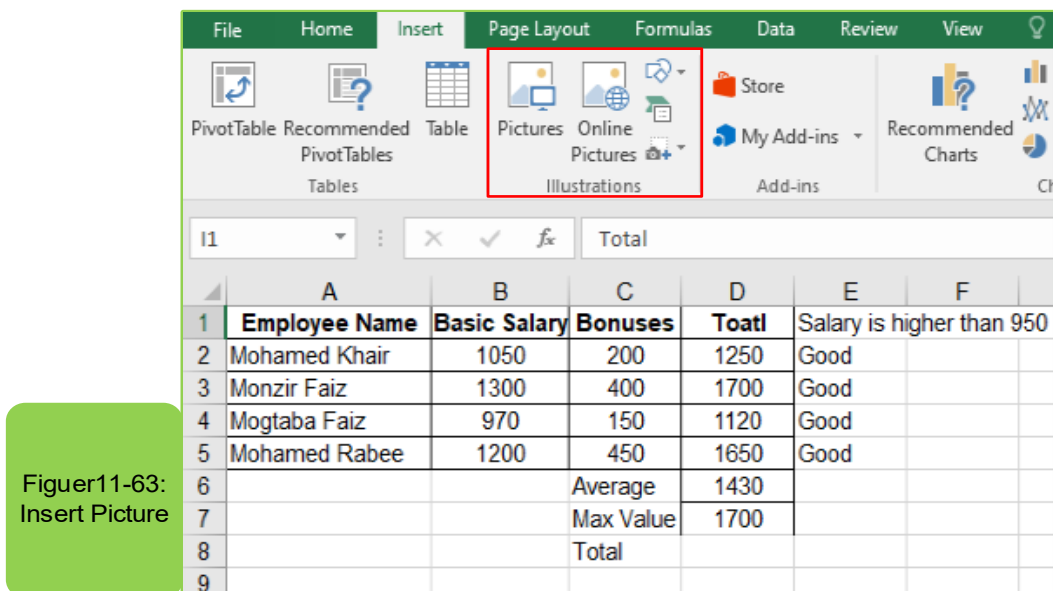 File Home Insert Page Layout Formulas Data Review View
Store
PivotTable Recommended Table Pictures Online My Add-ins Recommended
PivotTables Pictures Charts
Tables Illustrations Add-ins
I1 fx Total
A B C D E F
1 Employee Name Basic Salary Bonuses Toatl Salary is higher than 950
2 Mohamed Khair 1050 200 1250 Good
3 Monzir Faiz 1300 400 1700 Good
4 Mogtaba Faiz 970 150 1120 Good
5 Mohamed Rabee 1200 450 1650 Good
6 Average 1430
7 Max Value 1700
8 Total
9
Figuer11-63:
Insert Picture